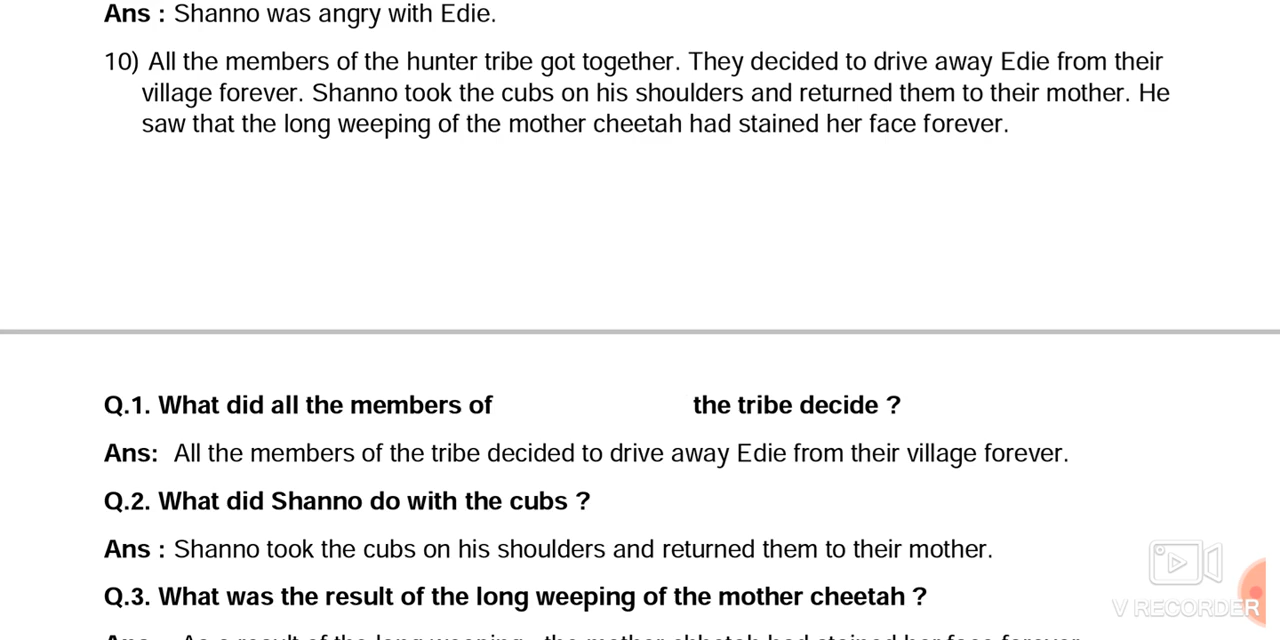 Ans : Shanno was angry with Edie.
10) All the members of the hunter tribe got together. They decided to drive away Edie from their
village forever. Shanno took the cubs on his shoulders and returned them to their mother. He
saw that the long weeping of the mother cheetah had stained her face forever.
Q.1. What did all the members of the tribe decide ?
Ans: All the members of the tribe decided to drive away Edie from their village forever.
Q.2. What did Shanno do with the cubs ?
Ans : Shanno took the cubs on his shoulders and returned them to their mother.
Q.3. What was the result of the long weeping of the mother cheetah ?
V RECORDER